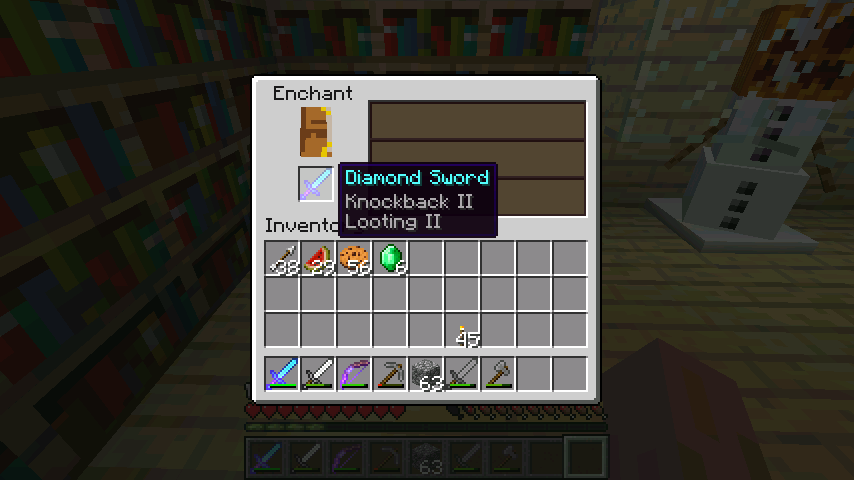 Enchant
Diamond Sword
Knockback II
Looting II
Invento
38 29 56 6
45
63
63